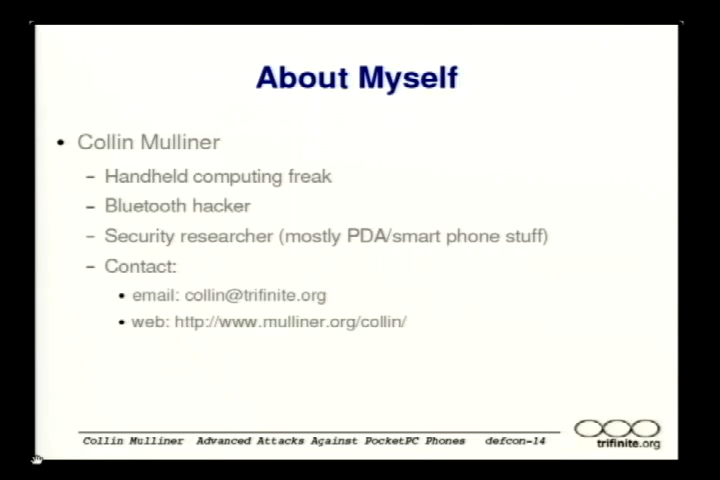 About Myself
• Collin Mulliner
– Handheld computing freak
– Bluetooth hacker
– Security researcher (mostly PDA/smart phone stuff)
– Contact:
• email: collin@trifinite.org
• web: http://www.mulliner.org/collin/
Collin Mulliner Advanced Attacks Against PocketPC Phones defcon-14
trifinite.org